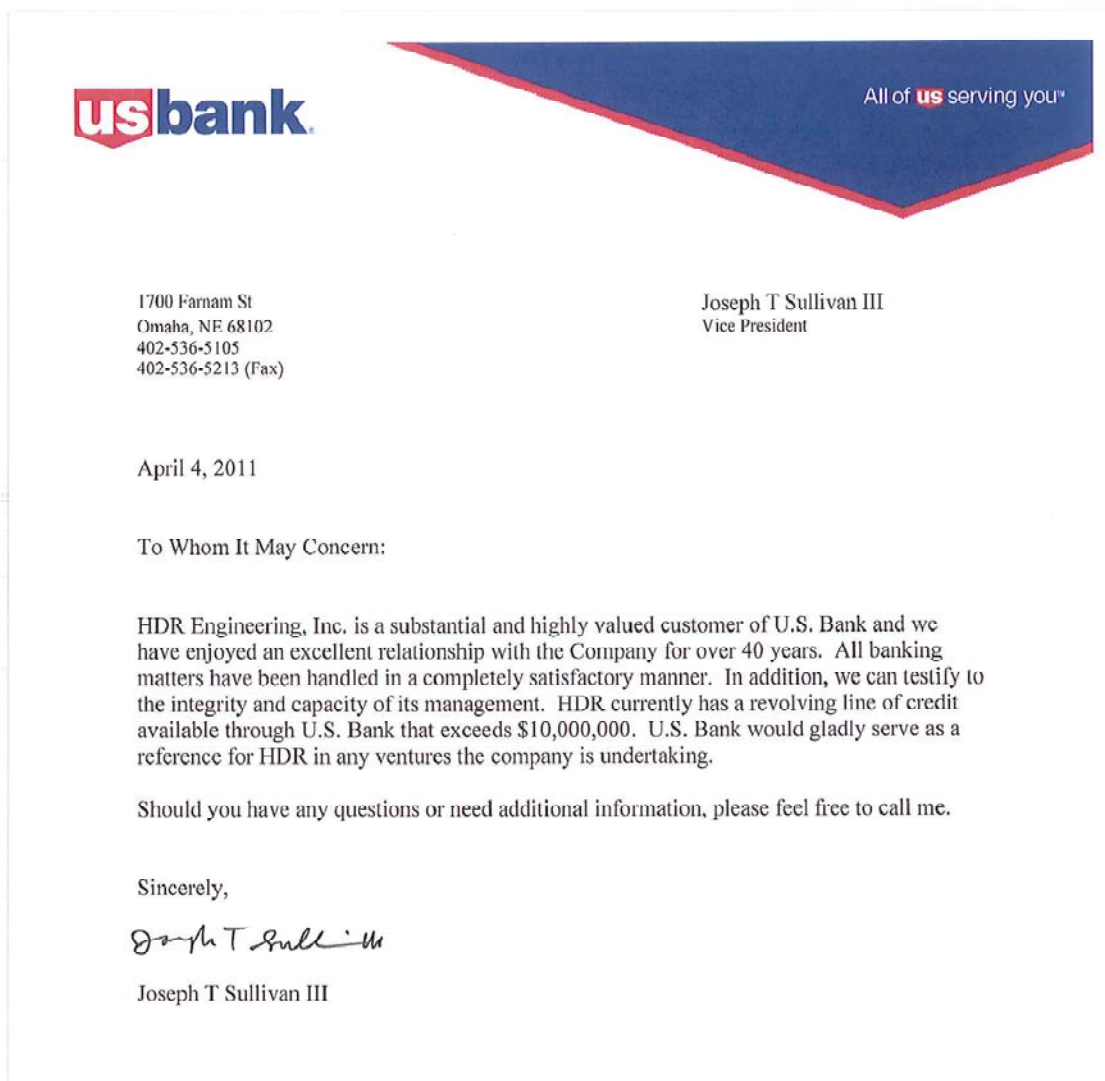 usbank.
All of us serving you℠
1700 Farnam St
Omaha, NE 68102
402-536-5105
402-536-5213 (Fax)
Joseph T Sullivan III
Vice President
April 4, 2011
To Whom It May Concern:
HDR Engineering, Inc. is a substantial and highly valued customer of U.S. Bank and we
have enjoyed an excellent relationship with the Company for over 40 years. All banking
matters have been handled in a completely satisfactory manner. In addition, we can testify to
the integrity and capacity of its management. HDR currently has a revolving line of credit
available through U.S. Bank that exceeds $10,000,000. U.S. Bank would gladly serve as a
reference for HDR in any ventures the company is undertaking.
Should you have any questions or need additional information, please feel free to call me.
Sincerely,
Joseph T Sullivan III
Joseph T Sullivan III